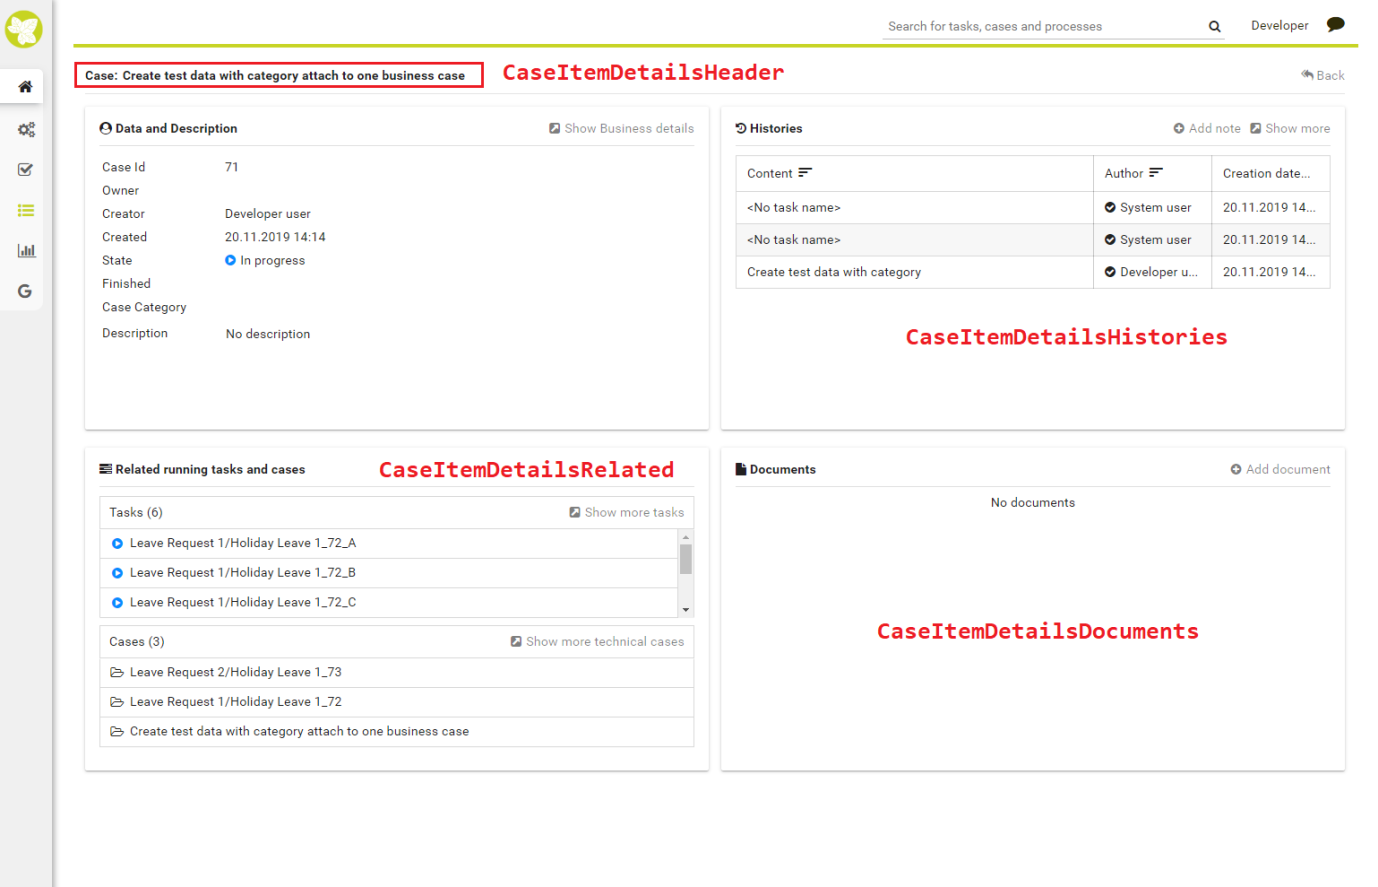 Search for tasks, cases and processes
Developer
Case: Create test data with category attach to one business case
CaseItemDetailsHeader
Back
Data and Description
Show Business details
Case Id 71
Owner
Creator Developer user
Created 20.11.2019 14:14
State In progress
Finished
Case Category
Description No description
Histories
Add note Show more
Content Author Creation date...
<No task name> System user 20.11.2019 14...
<No task name> System user 20.11.2019 14...
Create test data with category Developer u... 20.11.2019 14...
CaseItemDetailsHistories
Related running tasks and cases
CaseItemDetailsRelated
Tasks (6) Show more tasks
Leave Request 1/Holiday Leave 1_72_A
Leave Request 1/Holiday Leave 1_72_B
Leave Request 1/Holiday Leave 1_72_C
Cases (3) Show more technical cases
Leave Request 2/Holiday Leave 1_73
Leave Request 1/Holiday Leave 1_72
Create test data with category attach to one business case
Documents
Add document
No documents
CaseItemDetailsDocuments
G